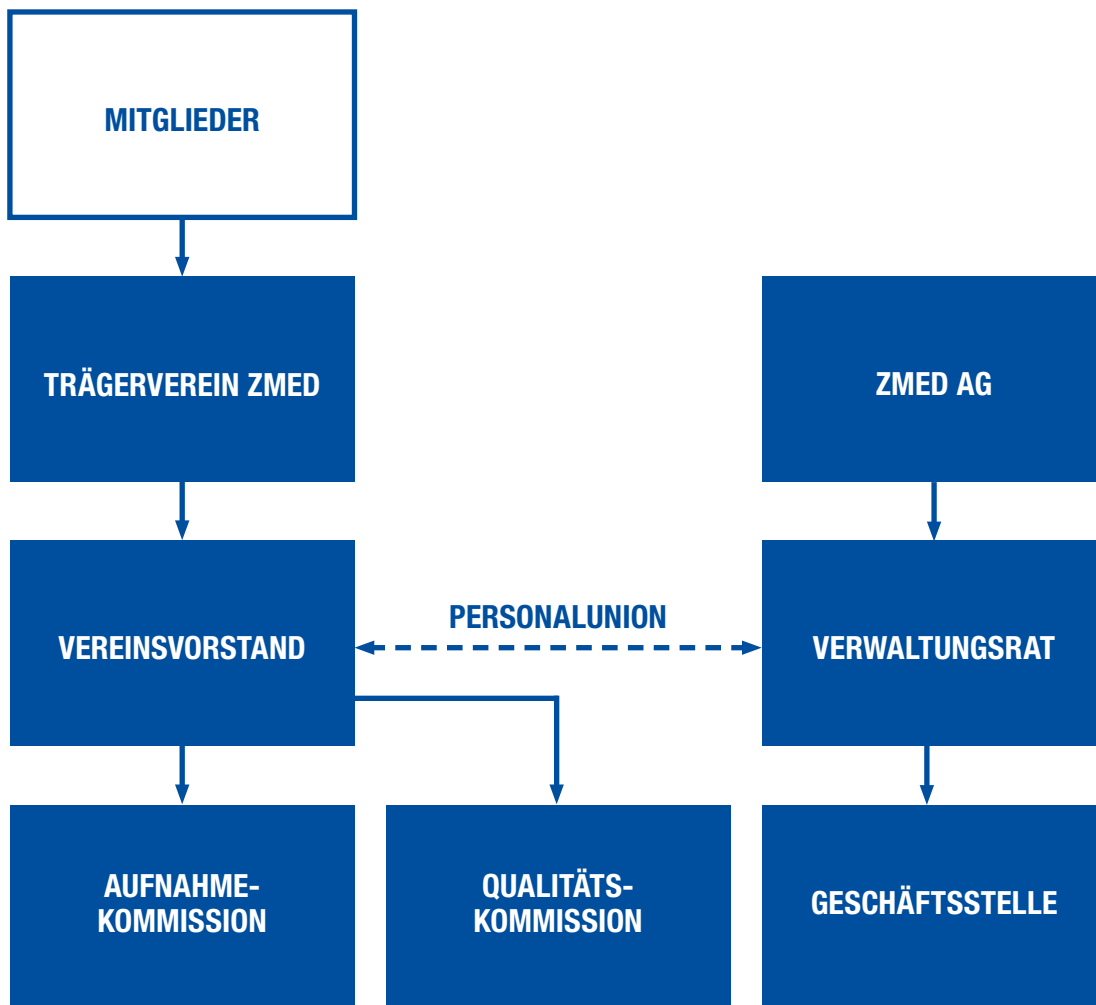 MITGLIEDER
TRÄGERVEREIN ZMED
ZMED AG
VEREINSVORSTAND
PERSONALUNION
VERWALTUNGSRAT
AUFNAHME-
KOMMISSION
QUALITÄTS-
KOMMISSION
GESCHÄFTSSTELLE